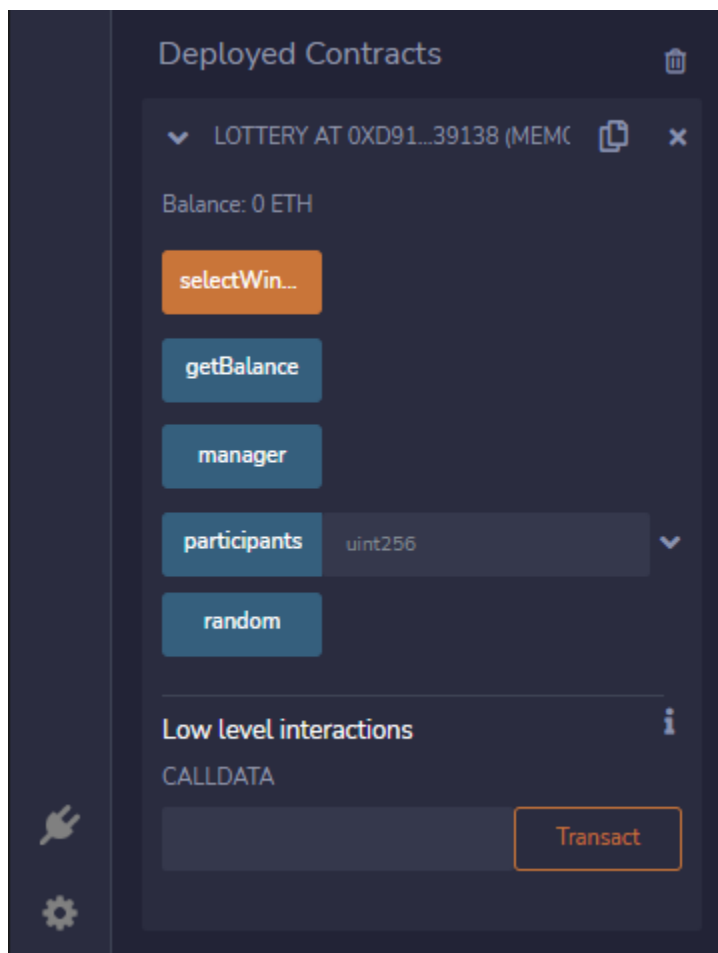 Deployed Contracts
LOTTERY AT 0XD91...39138 (MEMO
Balance: 0 ETH
selectWin...
getBalance
manager
participants uint256
random
Low level interactions
CALLDATA
Transact